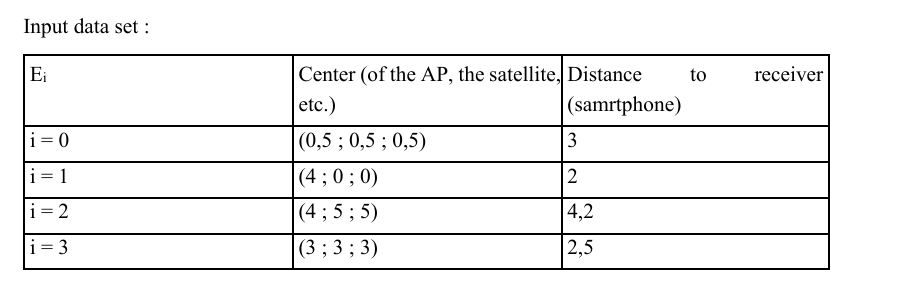 Input data set :
Eᵢ Center (of the AP, the satellite, Distance to receiver
etc.) (samrtphone)
i = 0 (0,5 ; 0,5 ; 0,5) 3
i = 1 (4 ; 0 ; 0) 2
i = 2 (4 ; 5 ; 5) 4,2
i = 3 (3 ; 3 ; 3) 2,5